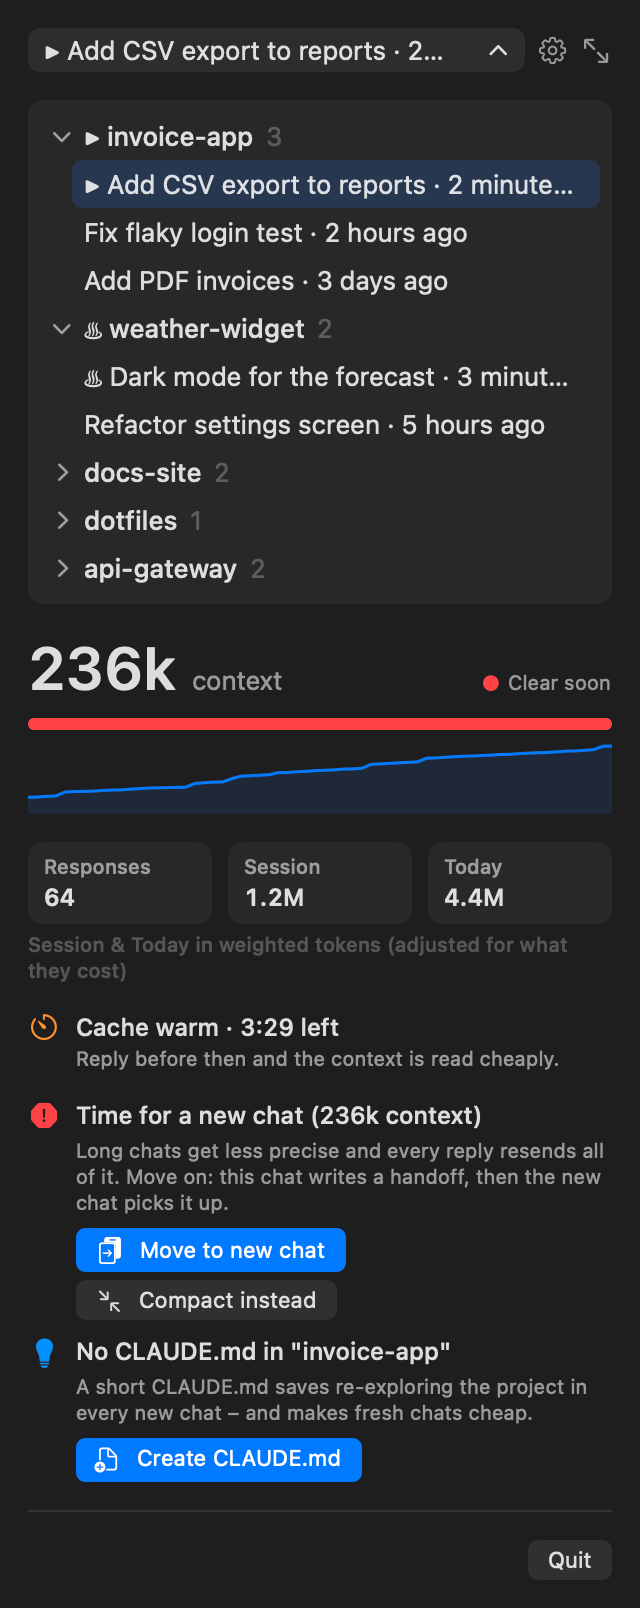 ▶ Add CSV export to reports · 2...
▶ invoice-app 3
▶ Add CSV export to reports · 2 minute...
Fix flaky login test · 2 hours ago
Add PDF invoices · 3 days ago
♨ weather-widget 2
♨ Dark mode for the forecast · 3 minut...
Refactor settings screen · 5 hours ago
docs-site 2
dotfiles 1
api-gateway 2
236k context
Clear soon
Responses
64
Session
1.2M
Today
4.4M
Session & Today in weighted tokens (adjusted for what
they cost)
Cache warm · 3:29 left
Reply before then and the context is read cheaply.
Time for a new chat (236k context)
Long chats get less precise and every reply resends all
of it. Move on: this chat writes a handoff, then the new
chat picks it up.
Move to new chat
Compact instead
No CLAUDE.md in "invoice-app"
A short CLAUDE.md saves re-exploring the project in
every new chat – and makes fresh chats cheap.
Create CLAUDE.md
Quit